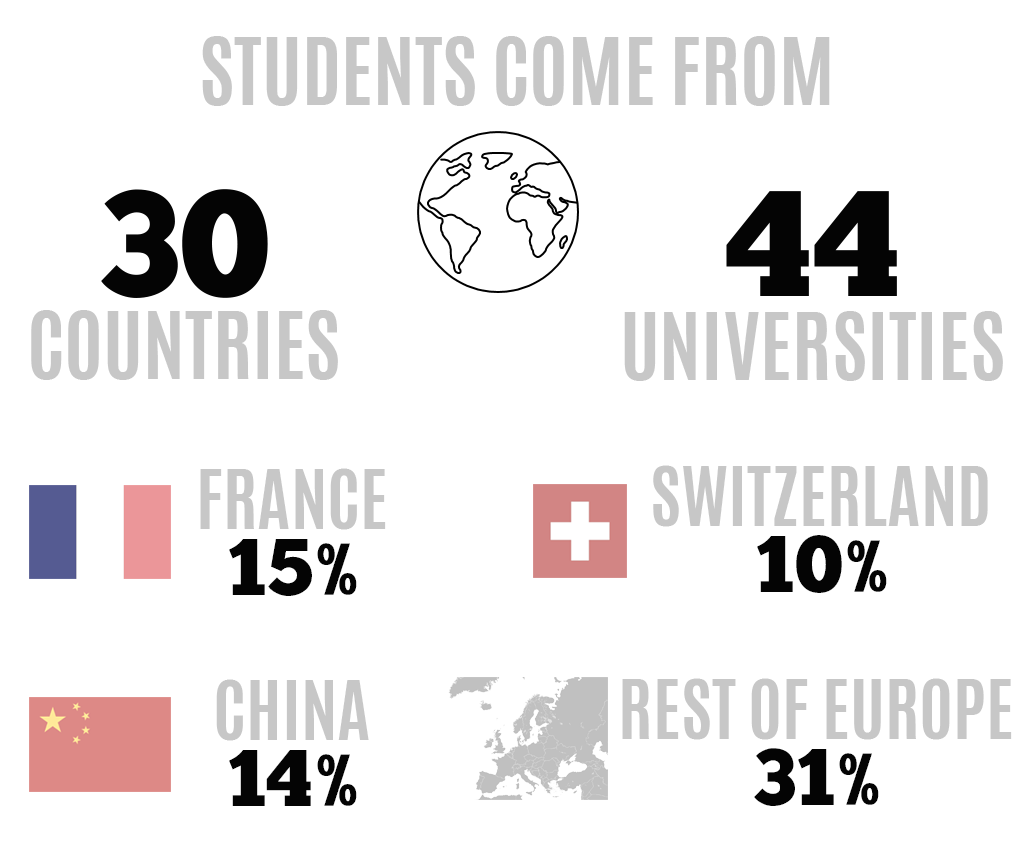 STUDENTS COME FROM
30
COUNTRIES
44
UNIVERSITIES
FRANCE
15%
SWITZERLAND
10%
CHINA
14%
REST OF EUROPE
31%